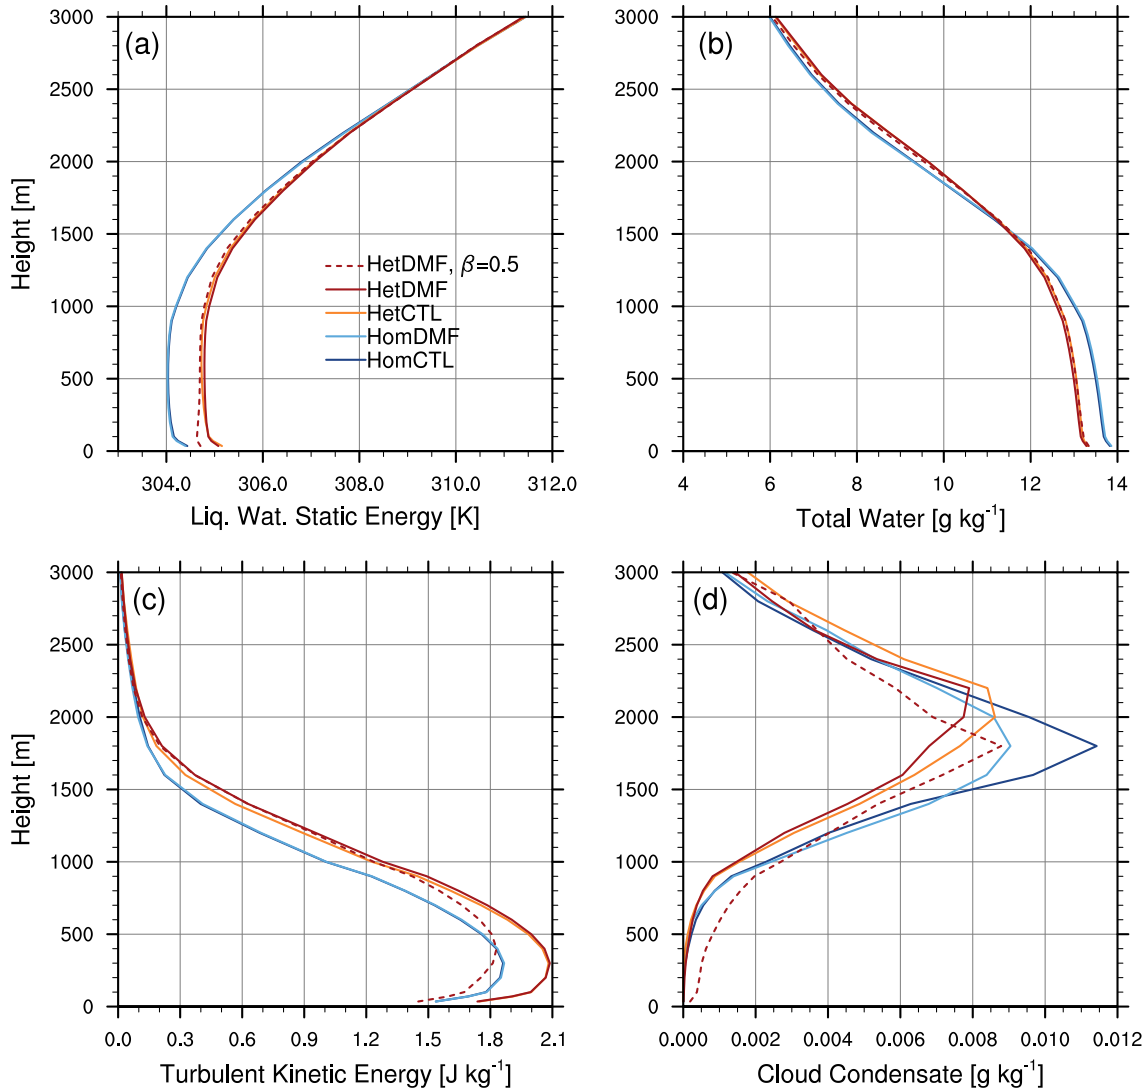 (a)
3000
2500
2000
1500
1000
500
0
Height [m]
304.0 306.0 308.0 310.0 312.0
Liq. Wat. Static Energy [K]
HetDMF, β=0.5
HetDMF
HetCTL
HomDMF
HomCTL
(b)
3000
2500
2000
1500
1000
500
0
4 6 8 10 12 14
Total Water [g kg⁻¹]
(c)
3000
2500
2000
1500
1000
500
0
Height [m]
0.0 0.3 0.6 0.9 1.2 1.5 1.8 2.1
Turbulent Kinetic Energy [J kg⁻¹]
(d)
3000
2500
2000
1500
1000
500
0
0.000 0.002 0.004 0.006 0.008 0.010 0.012
Cloud Condensate [g kg⁻¹]